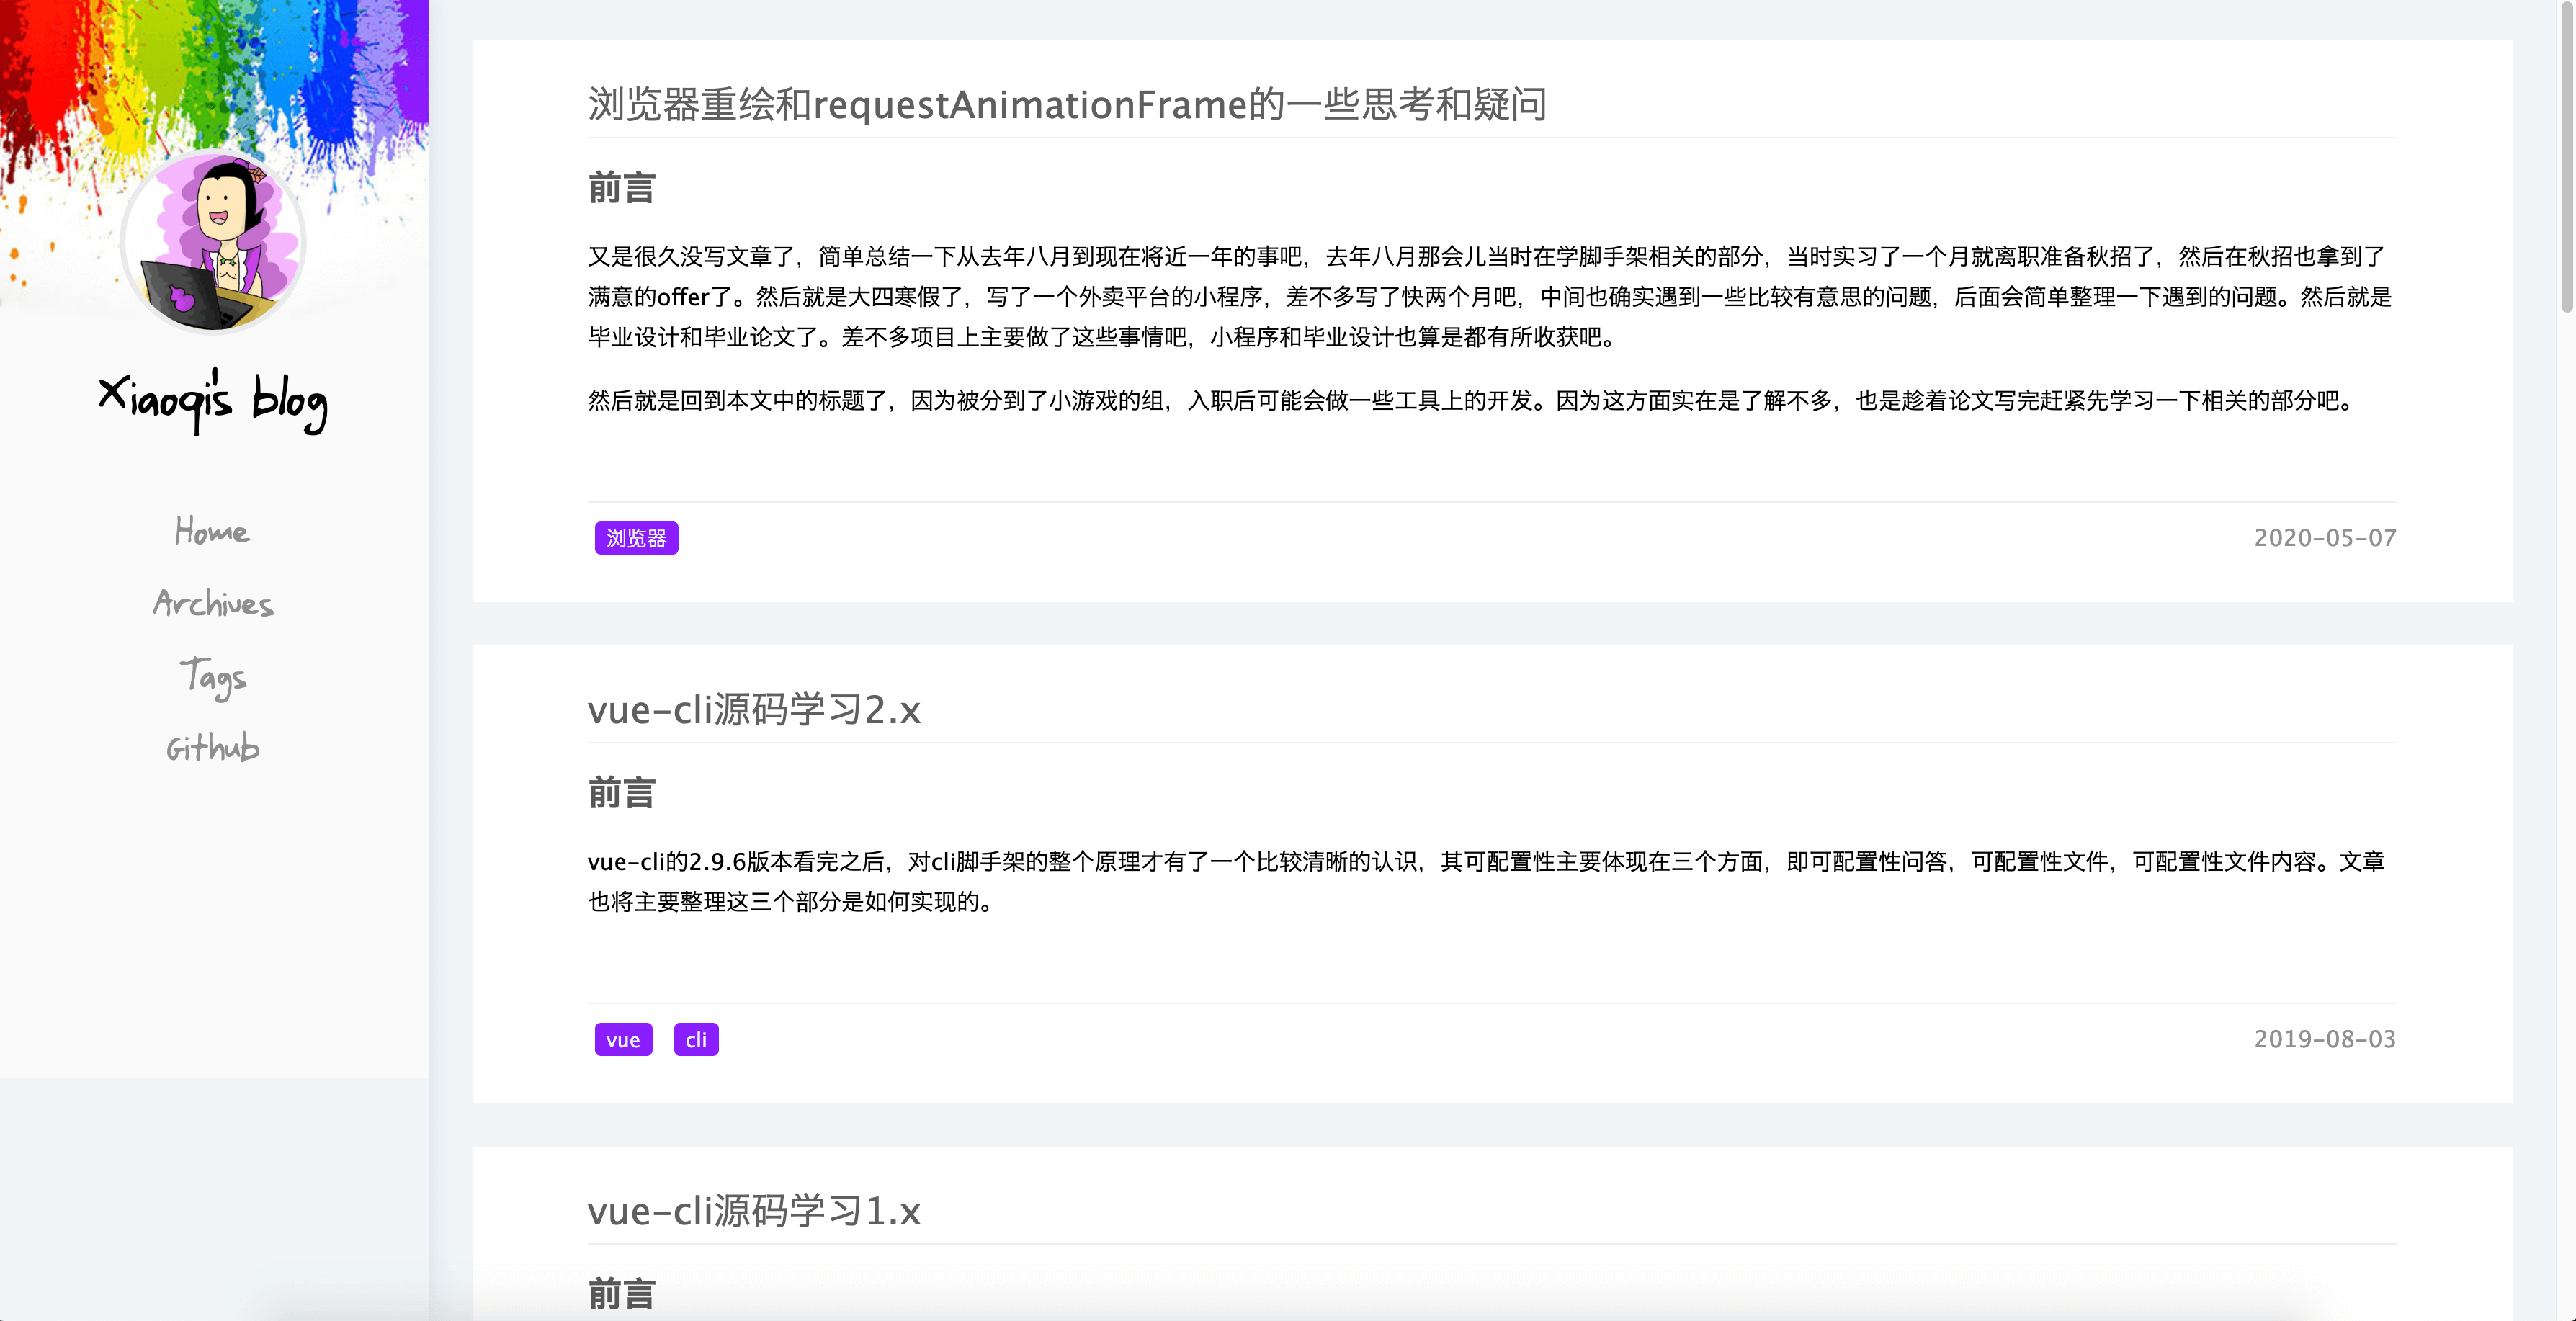 Xiaoqi's blog
Home
Archives
Tags
Github
浏览器重绘和requestAnimationFrame的一些思考和疑问
前言
又是很久没写文章了，简单总结一下从去年八月到现在将近一年的事吧，去年八月那会儿当时在学脚手架相关的部分，当时实习了一个月就离职准备秋招了，然后在秋招也拿到了
满意的offer了。然后就是大四寒假了，写了一个外卖平台的小程序，差不多写了快两个月吧，中间也确实遇到一些比较有意思的问题，后面会简单整理一下遇到的问题。然后就是
毕业设计和毕业论文了。差不多项目上主要做了这些事情吧，小程序和毕业设计也算是都有所收获吧。
然后就是回到本文中的标题了，因为被分到了小游戏的组，入职后可能会做一些工具上的开发。因为这方面实在是了解不多，也是趁着论文写完赶紧先学习一下相关的部分吧。
浏览器
2020-05-07
vue-cli源码学习2.x
前言
vue-cli的2.9.6版本看完之后，对cli脚手架的整个原理才有了一个比较清晰的认识，其可配置性主要体现在三个方面，即可配置性问答，可配置性文件，可配置性文件内容。文章
也将主要整理这三个部分是如何实现的。
vue cli
2019-08-03
vue-cli源码学习1.x
前言